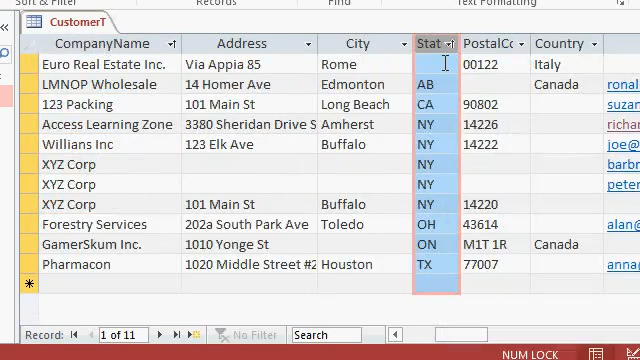 Sort & Filter Records Find Text Formatting
CustomerT
CompanyName Address City Stat PostalCo Country
Euro Real Estate Inc. Via Appia 85 Rome 00122 Italy
LMNOP Wholesale 14 Homer Ave Edmonton AB Canada ronal
123 Packing 101 Main St Long Beach CA 90802 suzan
Access Learning Zone 3380 Sheridan Drive S Amherst NY 14226 richar
Willians Inc 123 Elk Ave Buffalo NY 14222 joe@
XYZ Corp NY barbr
XYZ Corp NY peter
XYZ Corp 101 Main St Buffalo NY 14220
Forestry Services 202a South Park Ave Toledo OH 43614 alan@
GamerSkum Inc. 1010 Yonge St ON M1T 1R Canada
Pharmacon 1020 Middle Street #2 Houston TX 77007 anna
Record: 1 of 11 No Filter Search
NUM LOCK